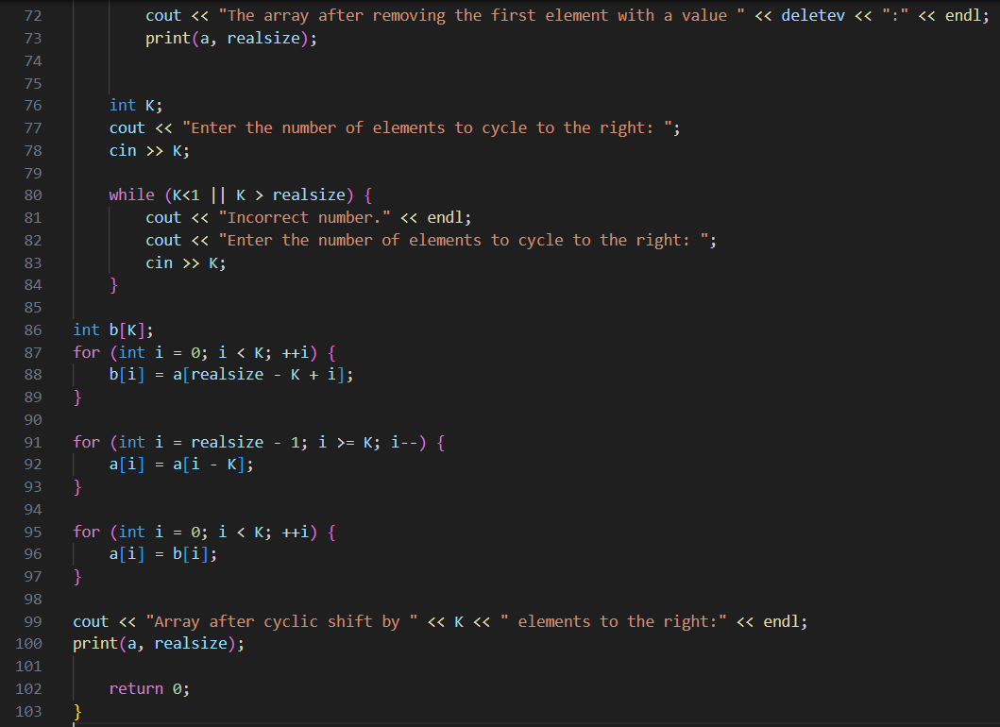 72 cout << "The array after removing the first element with a value " << deletev << ":" << endl;
73 print(a, realsize);
74
75
76 int K;
77 cout << "Enter the number of elements to cycle to the right: ";
78 cin >> K;
79
80 while (K<1 || K > realsize) {
81 cout << "Incorrect number." << endl;
82 cout << "Enter the number of elements to cycle to the right: ";
83 cin >> K;
84 }
85
86 int b[K];
87 for (int i = 0; i < K; ++i) {
88 b[i] = a[realsize - K + i];
89 }
90
91 for (int i = realsize - 1; i >= K; i--) {
92 a[i] = a[i - K];
93 }
94
95 for (int i = 0; i < K; ++i) {
96 a[i] = b[i];
97 }
98
99 cout << "Array after cyclic shift by " << K << " elements to the right:" << endl;
100 print(a, realsize);
101
102 return 0;
103 }